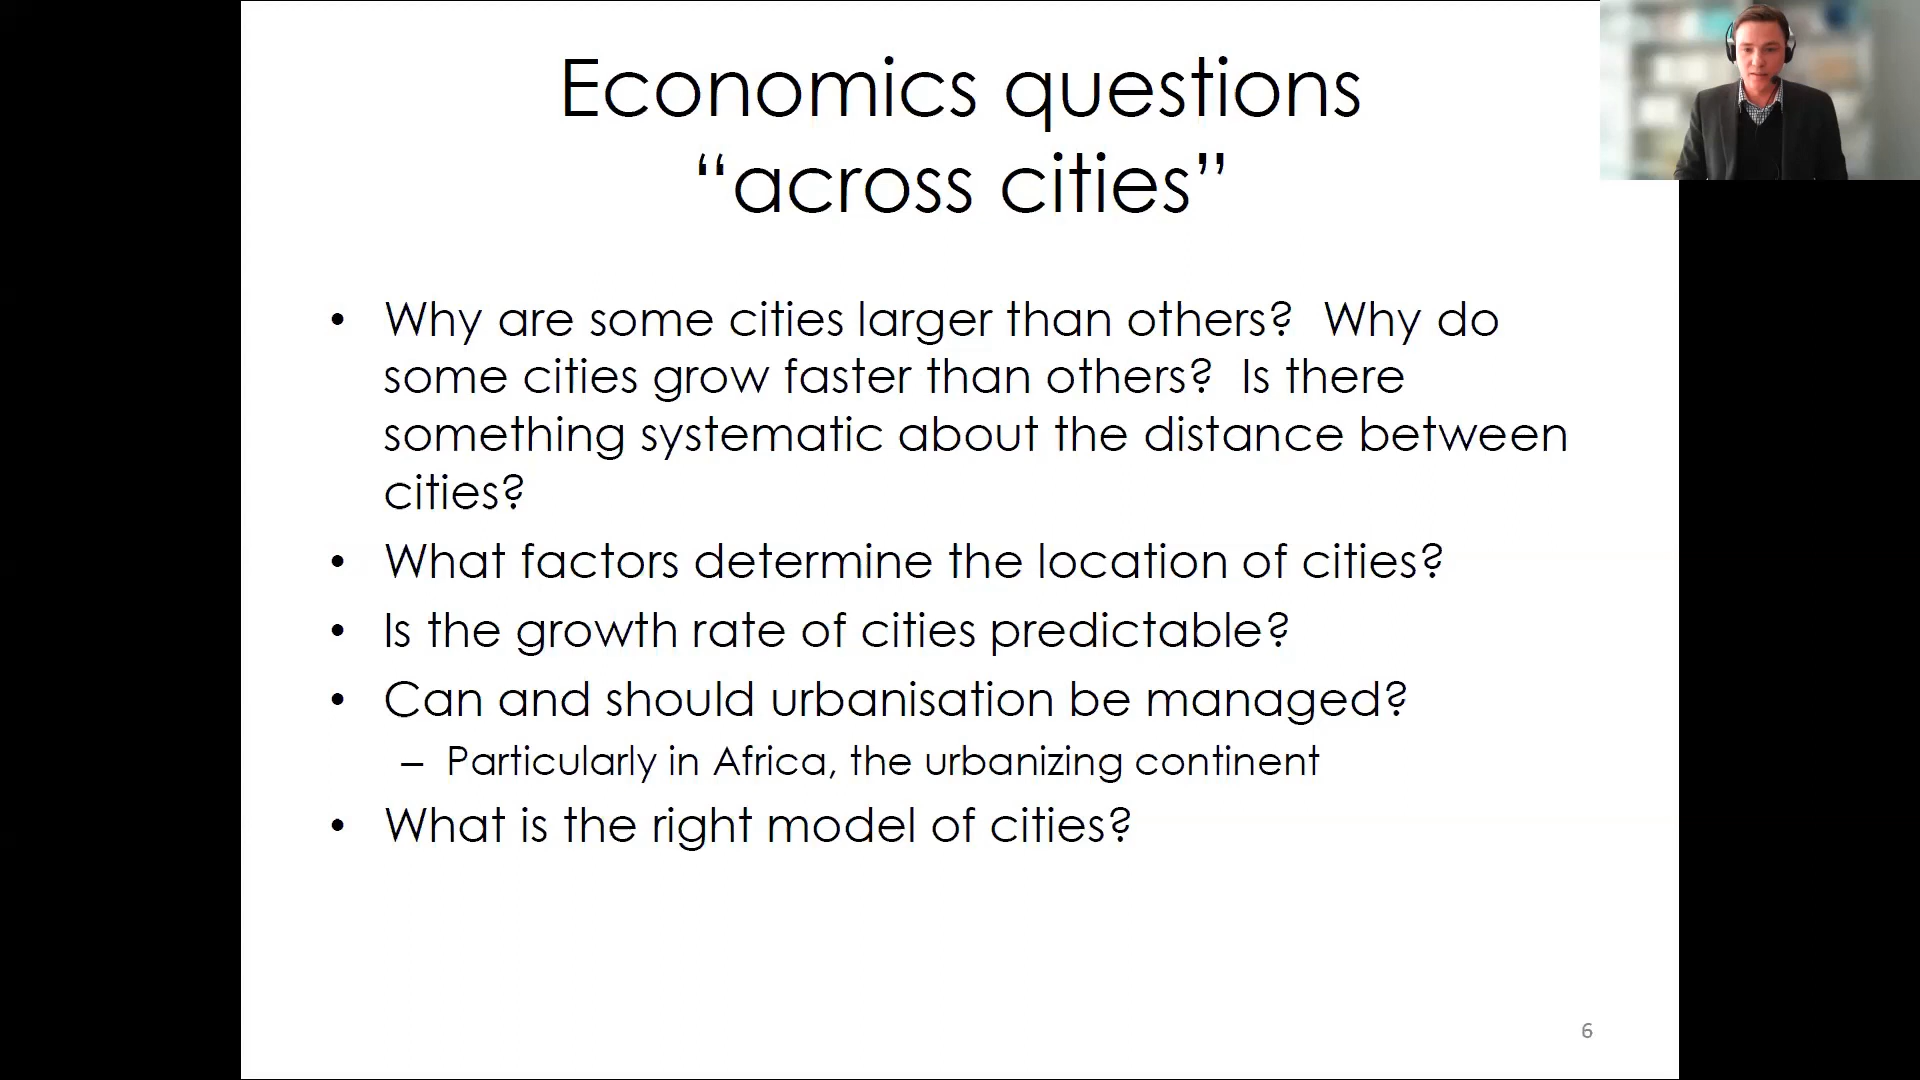 Economics questions
“across cities”
• Why are some cities larger than others? Why do
some cities grow faster than others? Is there
something systematic about the distance between
cities?
• What factors determine the location of cities?
• Is the growth rate of cities predictable?
• Can and should urbanisation be managed?
– Particularly in Africa, the urbanizing continent
• What is the right model of cities?
6